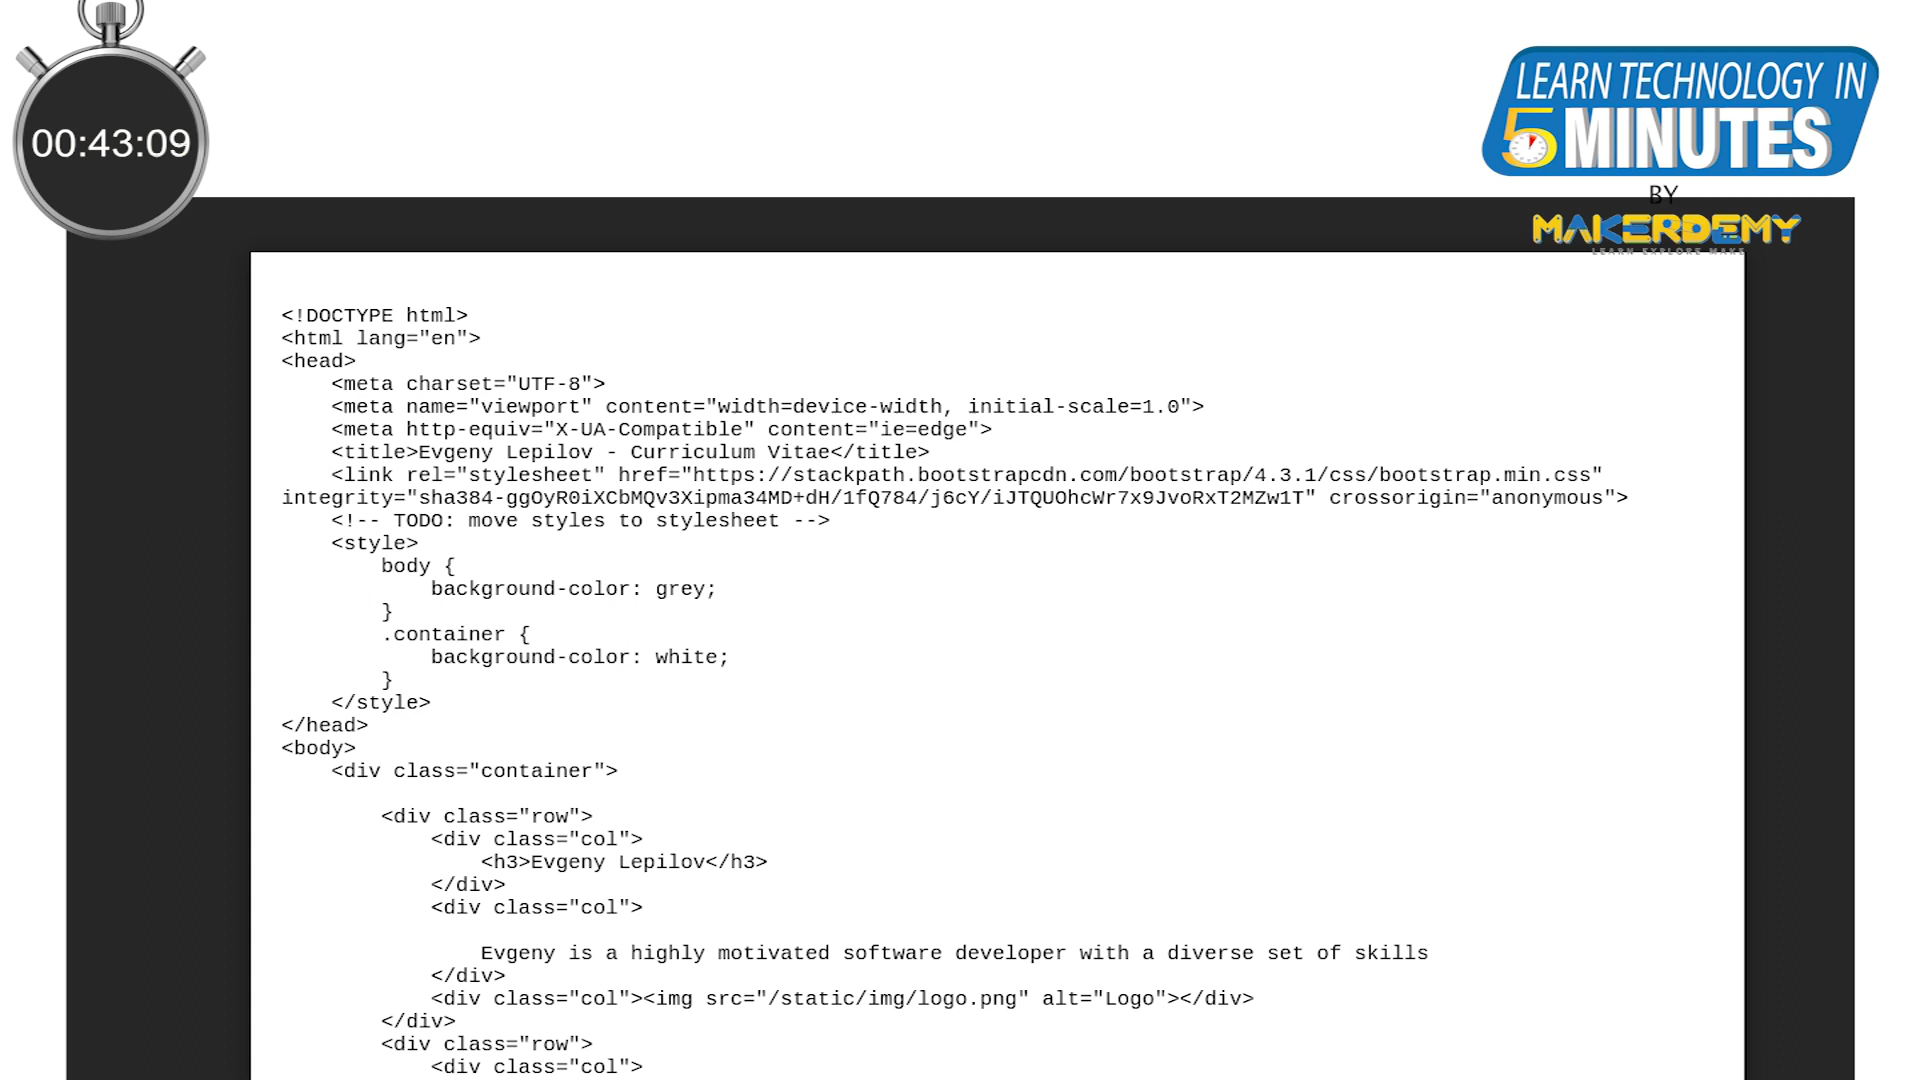 00:43:09
LEARN TECHNOLOGY IN
5 MINUTES
BY
MAKERDEMY
LEARN EXPLORE MAKE
<!DOCTYPE html>
<html lang="en">
<head>
    <meta charset="UTF-8">
    <meta name="viewport" content="width=device-width, initial-scale=1.0">
    <meta http-equiv="X-UA-Compatible" content="ie=edge">
    <title>Evgeny Lepilov - Curriculum Vitae</title>
    <link rel="stylesheet" href="https://stackpath.bootstrapcdn.com/bootstrap/4.3.1/css/bootstrap.min.css"
integrity="sha384-ggOyR0iXCbMQv3Xipma34MD+dH/1fQ784/j6cY/iJTQUOhcWr7x9JvoRxT2MZw1T" crossorigin="anonymous">
    <!-- TODO: move styles to stylesheet -->
    <style>
        body {
            background-color: grey;
        }
        .container {
            background-color: white;
        }
    </style>
</head>
<body>
    <div class="container">
        <div class="row">
            <div class="col">
                <h3>Evgeny Lepilov</h3>
            </div>
            <div class="col">
                Evgeny is a highly motivated software developer with a diverse set of skills
            </div>
            <div class="col"><img src="/static/img/logo.png" alt="Logo"></div>
        </div>
        <div class="row">
            <div class="col">